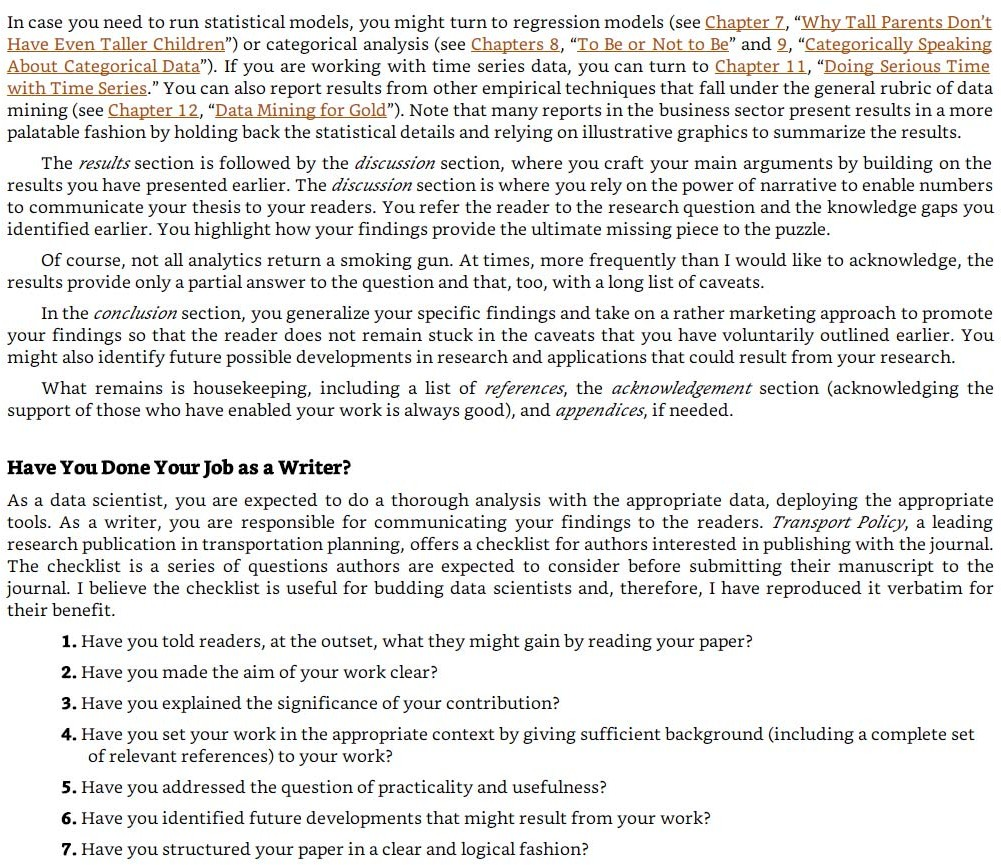 In case you need to run statistical models, you might turn to regression models (see Chapter 7, “Why Tall Parents Don’t
Have Even Taller Children”) or categorical analysis (see Chapters 8, “To Be or Not to Be” and 9, “Categorically Speaking
About Categorical Data”). If you are working with time series data, you can turn to Chapter 11, “Doing Serious Time
with Time Series.” You can also report results from other empirical techniques that fall under the general rubric of data
mining (see Chapter 12, “Data Mining for Gold”). Note that many reports in the business sector present results in a more
palatable fashion by holding back the statistical details and relying on illustrative graphics to summarize the results.
The results section is followed by the discussion section, where you craft your main arguments by building on the
results you have presented earlier. The discussion section is where you rely on the power of narrative to enable numbers
to communicate your thesis to your readers. You refer the reader to the research question and the knowledge gaps you
identified earlier. You highlight how your findings provide the ultimate missing piece to the puzzle.
Of course, not all analytics return a smoking gun. At times, more frequently than I would like to acknowledge, the
results provide only a partial answer to the question and that, too, with a long list of caveats.
In the conclusion section, you generalize your specific findings and take on a rather marketing approach to promote
your findings so that the reader does not remain stuck in the caveats that you have voluntarily outlined earlier. You
might also identify future possible developments in research and applications that could result from your research.
What remains is housekeeping, including a list of references, the acknowledgement section (acknowledging the
support of those who have enabled your work is always good), and appendices, if needed.
Have You Done Your Job as a Writer?
As a data scientist, you are expected to do a thorough analysis with the appropriate data, deploying the appropriate
tools. As a writer, you are responsible for communicating your findings to the readers. Transport Policy, a leading
research publication in transportation planning, offers a checklist for authors interested in publishing with the journal.
The checklist is a series of questions authors are expected to consider before submitting their manuscript to the
journal. I believe the checklist is useful for budding data scientists and, therefore, I have reproduced it verbatim for
their benefit.
1. Have you told readers, at the outset, what they might gain by reading your paper?
2. Have you made the aim of your work clear?
3. Have you explained the significance of your contribution?
4. Have you set your work in the appropriate context by giving sufficient background (including a complete set
of relevant references) to your work?
5. Have you addressed the question of practicality and usefulness?
6. Have you identified future developments that might result from your work?
7. Have you structured your paper in a clear and logical fashion?